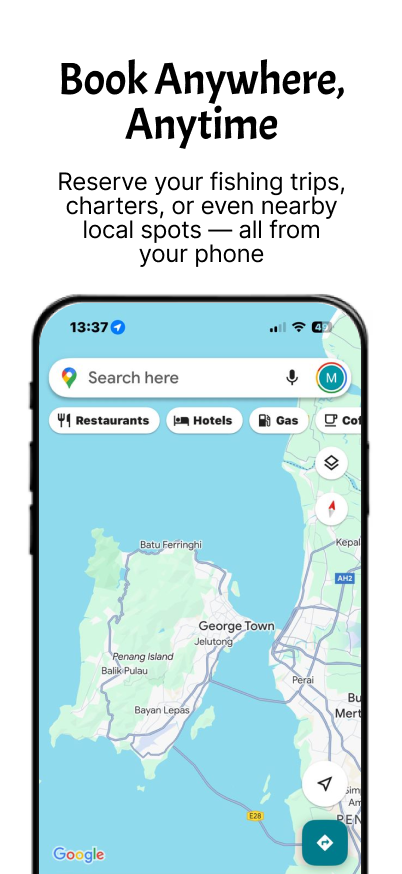 Book Anywhere,
Anytime
Reserve your fishing trips,
charters, or even nearby
local spots — all from
your phone
13:37
49
Search here
M
Restaurants
Hotels
Gas
Cof
Batu Ferringhi
Kepal
AH2
George Town
Jelutong
Penang Island
Balik Pulau
Perai
Bu
Mert
Bayan Lepas
Sim
Am
E28
PEN
Google